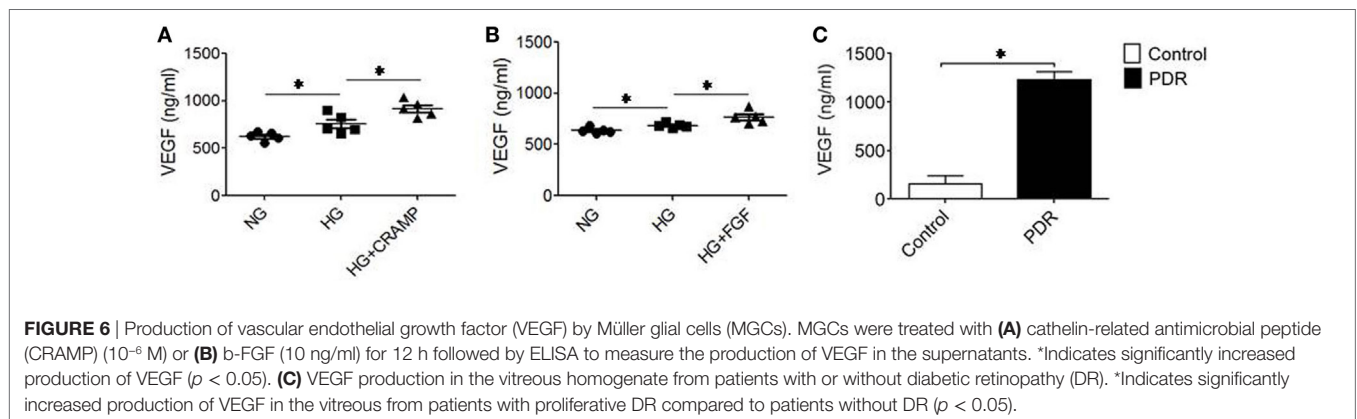 A
VEGF (ng/ml)
1500
1000
500
0
NG
HG
HG+CRAMP
*
*
B
VEGF (ng/ml)
1500
1000
500
0
NG
HG
HG+FGF
*
*
C
VEGF (ng/ml)
1500
1000
500
0
Control
PDR
*
Control
PDR
FIGURE 6 | Production of vascular endothelial growth factor (VEGF) by Müller glial cells (MGCs). MGCs were treated with (A) cathelin-related antimicrobial peptide
(CRAMP) (10⁻⁶ M) or (B) b-FGF (10 ng/ml) for 12 h followed by ELISA to measure the production of VEGF in the supernatants. *Indicates significantly increased
production of VEGF (p < 0.05). (C) VEGF production in the vitreous homogenate from patients with or without diabetic retinopathy (DR). *Indicates significantly
increased production of VEGF in the vitreous from patients with proliferative DR compared to patients without DR (p < 0.05).